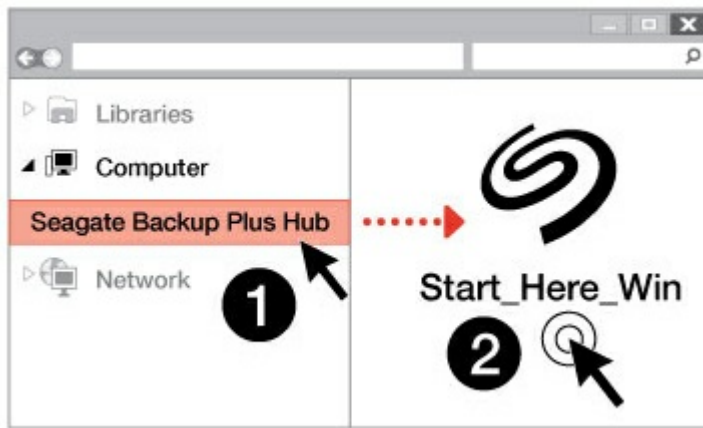 Libraries
Computer
Seagate Backup Plus Hub
Network
1
Start_Here_Win
2